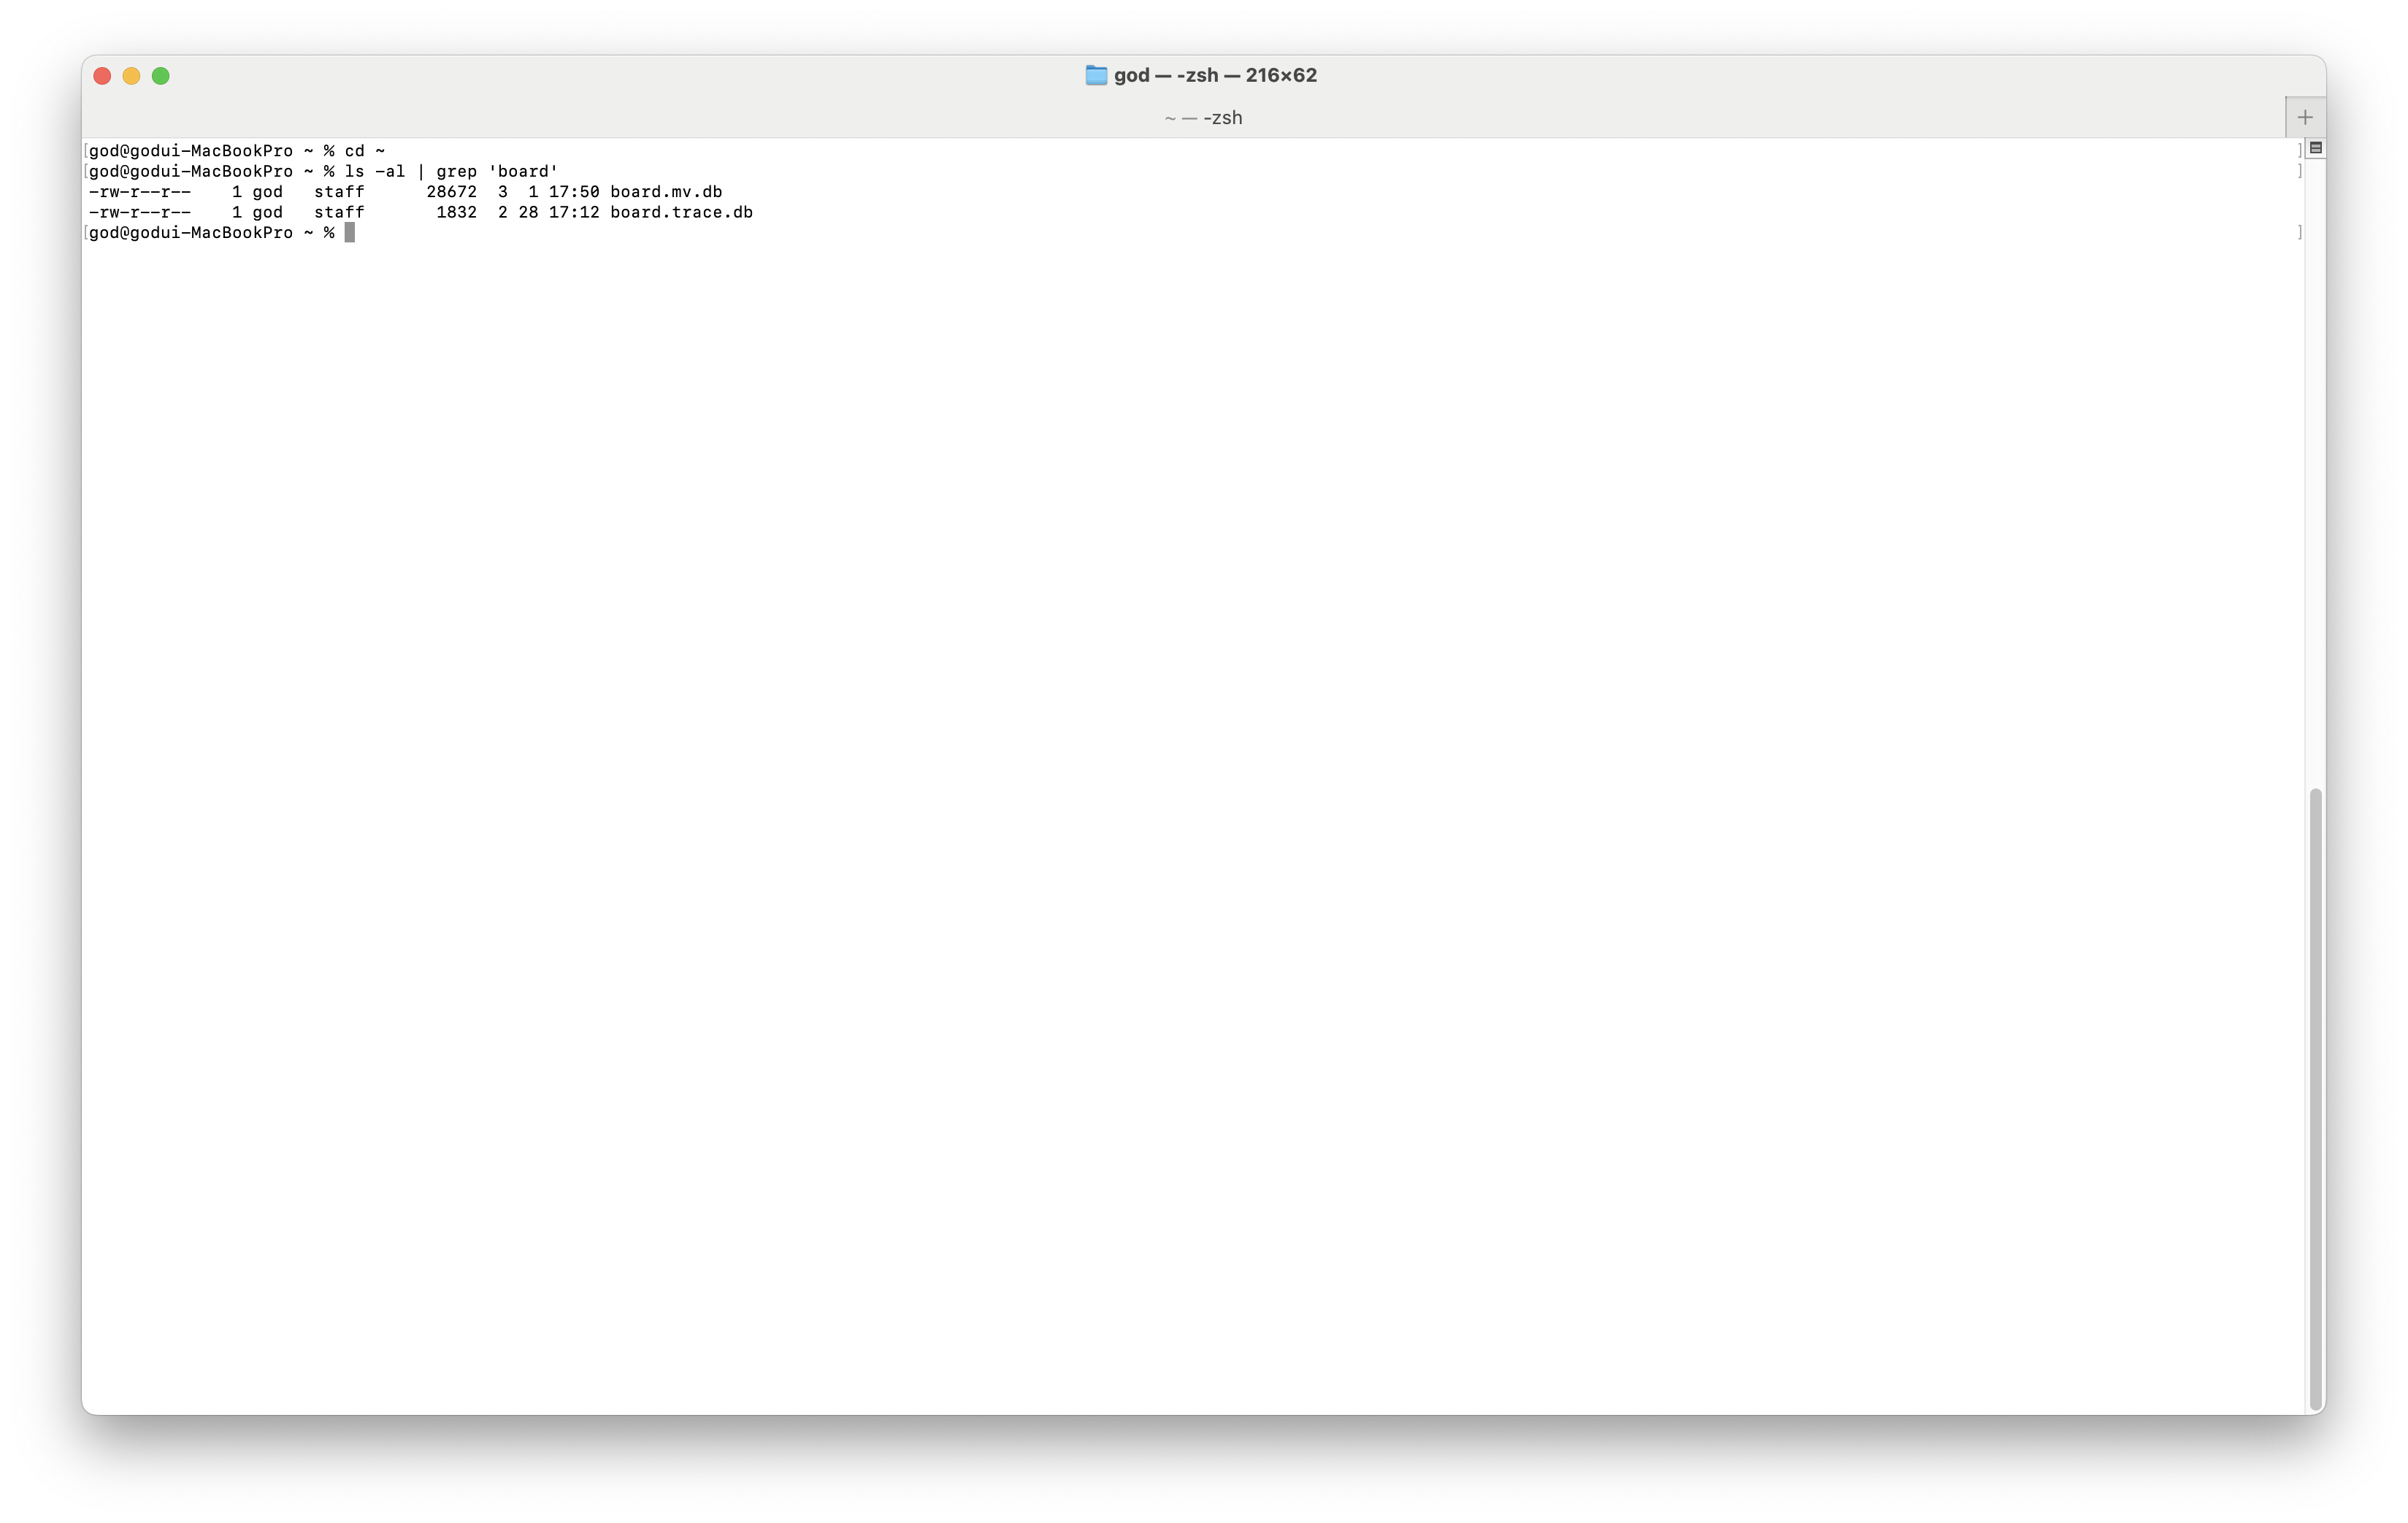 god — -zsh — 216×62
~ — -zsh
god@godui-MacBookPro ~ % cd ~
god@godui-MacBookPro ~ % ls -al | grep 'board'
-rw-r--r--    1 god   staff      28672  3  1 17:50 board.mv.db
-rw-r--r--    1 god   staff       1832  2 28 17:12 board.trace.db
god@godui-MacBookPro ~ %